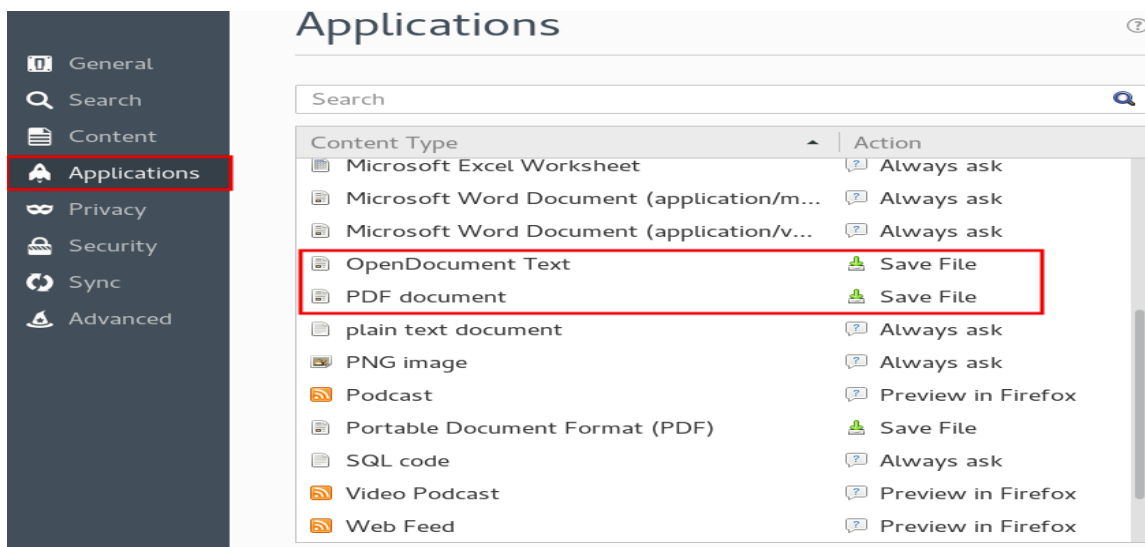 Applications
General
Search
Content
Applications
Privacy
Security
Sync
Advanced
Search
Content Type Action
Microsoft Excel Worksheet Always ask
Microsoft Word Document (application/m... Always ask
Microsoft Word Document (application/v... Always ask
OpenDocument Text Save File
PDF document Save File
plain text document Always ask
PNG image Always ask
Podcast Preview in Firefox
Portable Document Format (PDF) Save File
SQL code Always ask
Video Podcast Preview in Firefox
Web Feed Preview in Firefox